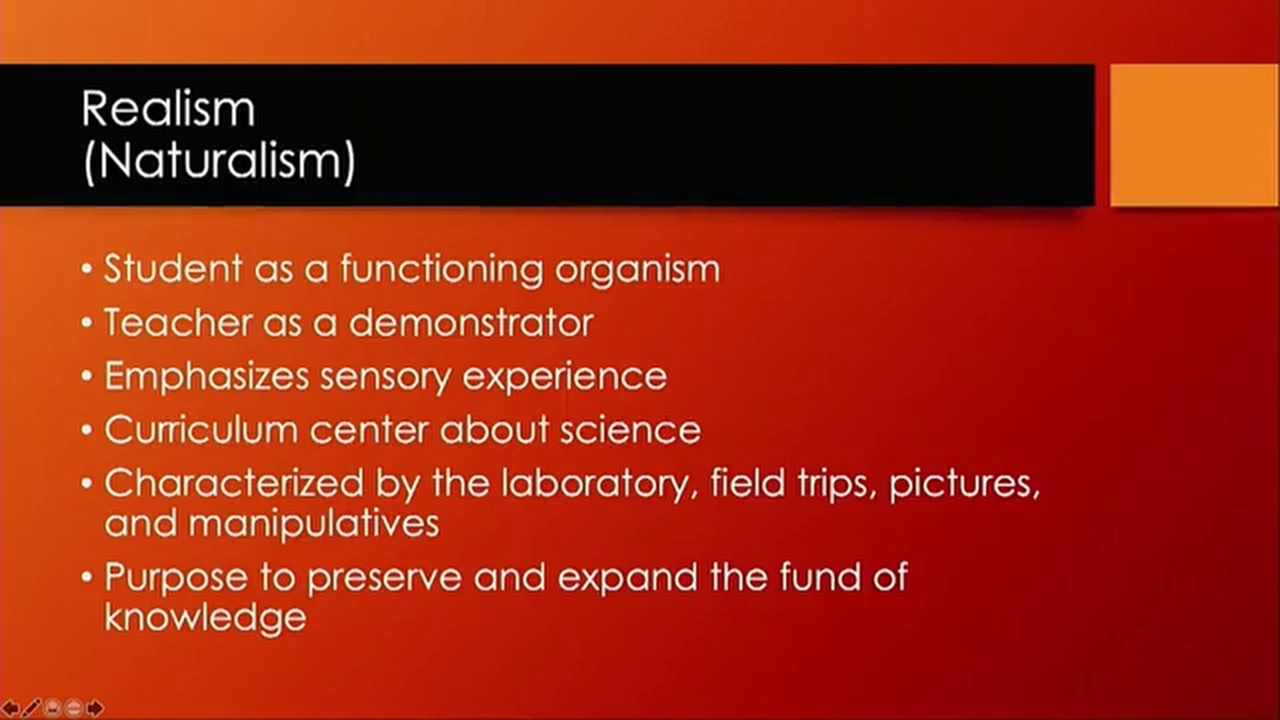 Realism
(Naturalism)
• Student as a functioning organism
• Teacher as a demonstrator
• Emphasizes sensory experience
• Curriculum center about science
• Characterized by the laboratory, field trips, pictures,
and manipulatives
• Purpose to preserve and expand the fund of
knowledge